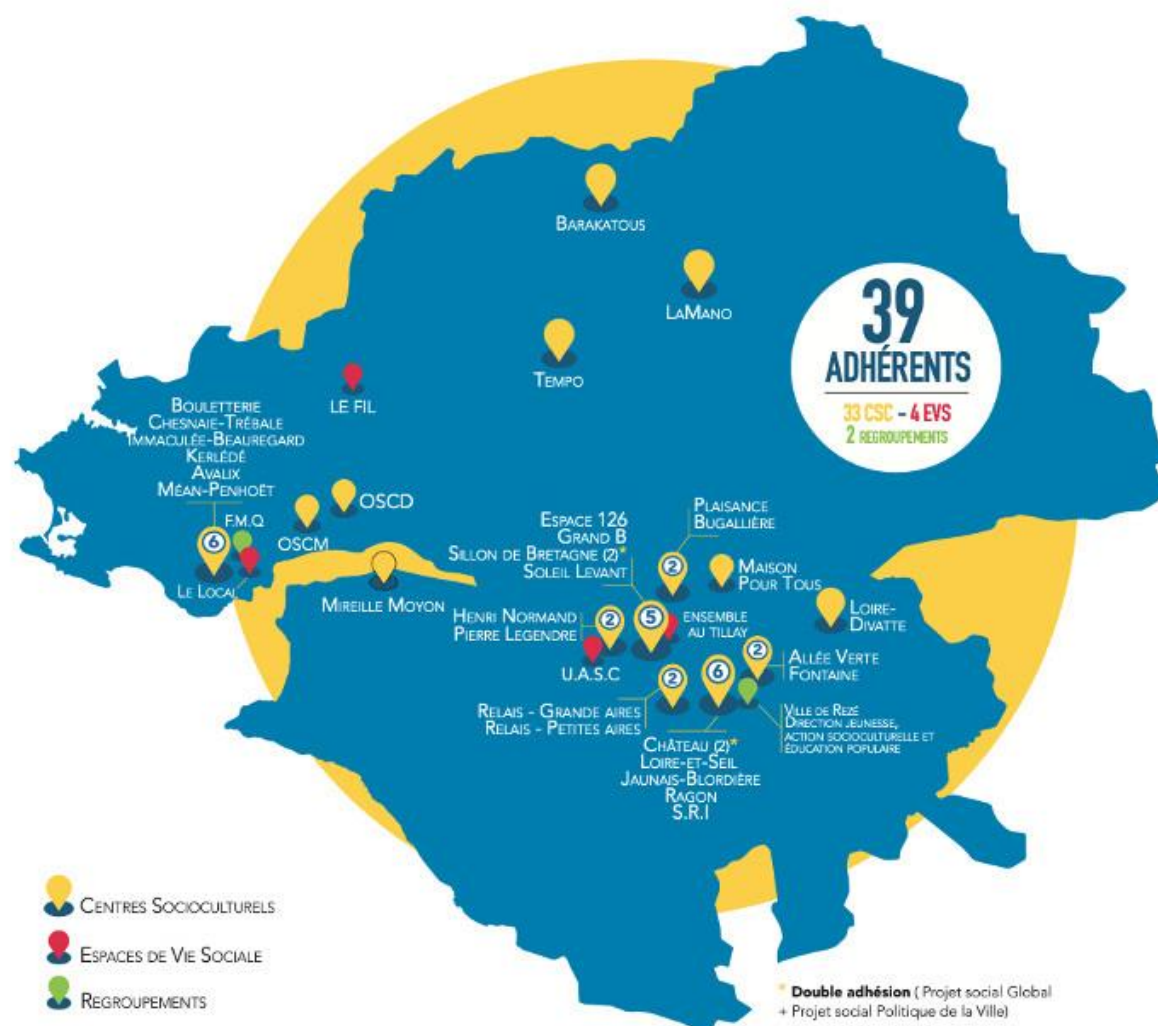 BARAKATOUS
LAMANO
39
ADHÉRENTS
33 CSC - 4 EVS
2 REGROUPEMENTS
TEMPO
LE FIL
BOULETTERIE
CHESNAIE-TRÉBALE
IMMACULÉE-BEAUREGARD
KERLÉDÉ
AVALIX
MÉAN-PENHOËT
F.M.Q
6
LE LOCAL
OSCD
OSCM
MIREILLE MOYON
ESPACE 126
GRAND B
SILLON DE BRETAGNE (2)*
SOLEIL LEVANT
PLAISANCE
BUGALLIÈRE
2
MAISON
POUR TOUS
LOIRE-
DIVATTE
HENRI NORMAND
PIERRE LEGENDRE
2
5
ENSEMBLE
AU TILLAY
U.A.S.C
2
ALLÉE VERTE
FONTAINE
RELAIS - GRANDE AIRES
RELAIS - PETITES AIRES
2
6
CHÂTEAU (2)*
LOIRE-ET-SEIL
JAUNAIS-BLORDIÈRE
RAGON
S.R.I
VILLE DE REZÉ
DIRECTION JEUNESSE,
ACTION SOCIOCULTURELLE ET
ÉDUCATION POPULAIRE
CENTRES SOCIOCULTURELS
ESPACES DE VIE SOCIALE
REGROUPEMENTS
* Double adhésion ( Projet social Global
+ Projet social Politique de la Ville)